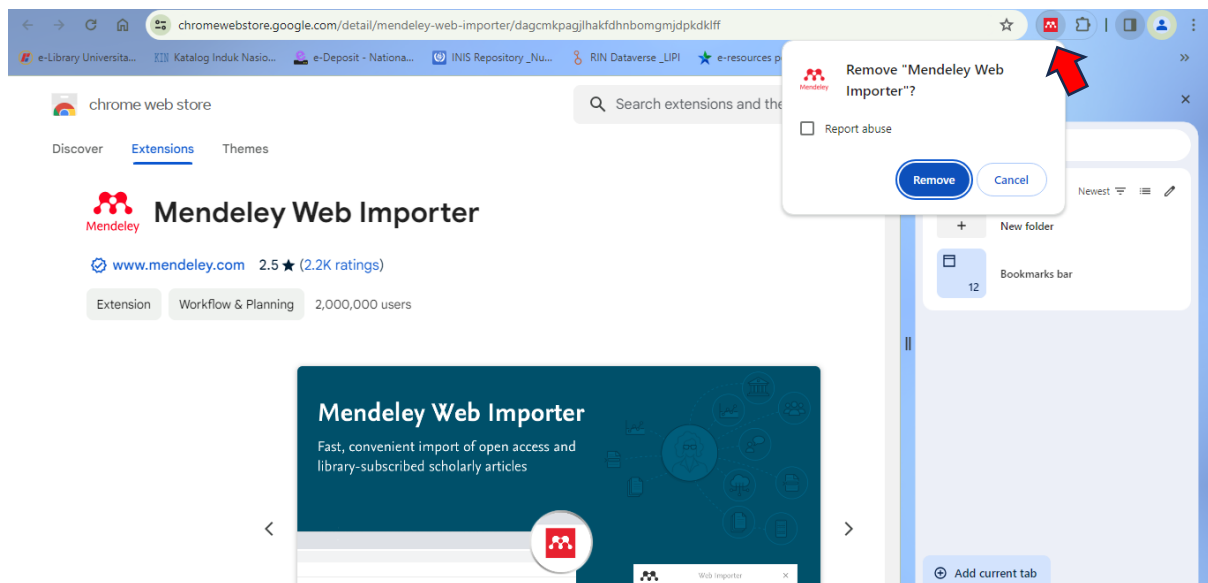 chromewebstore.google.com/detail/mendeley-web-importer/dagcmkpagjlhakfdhnbomgmjdpkdklff
e-Library Universita... KIN Katalog Induk Nasio... e-Deposit - Nationa... INIS Repository _Nu... RIN Dataverse _LIPI e-resources p
Remove "Mendeley Web
Importer"?
Mendeley
Report abuse
Remove Cancel
chrome web store
Search extensions and the
Discover Extensions Themes
Newest
Mendeley
Mendeley Web Importer
New folder
www.mendeley.com 2.5 ★ (2.2K ratings)
Bookmarks bar
12
Extension Workflow & Planning 2,000,000 users
Mendeley Web Importer
Fast, convenient import of open access and
library-subscribed scholarly articles
Web Importer
Add current tab